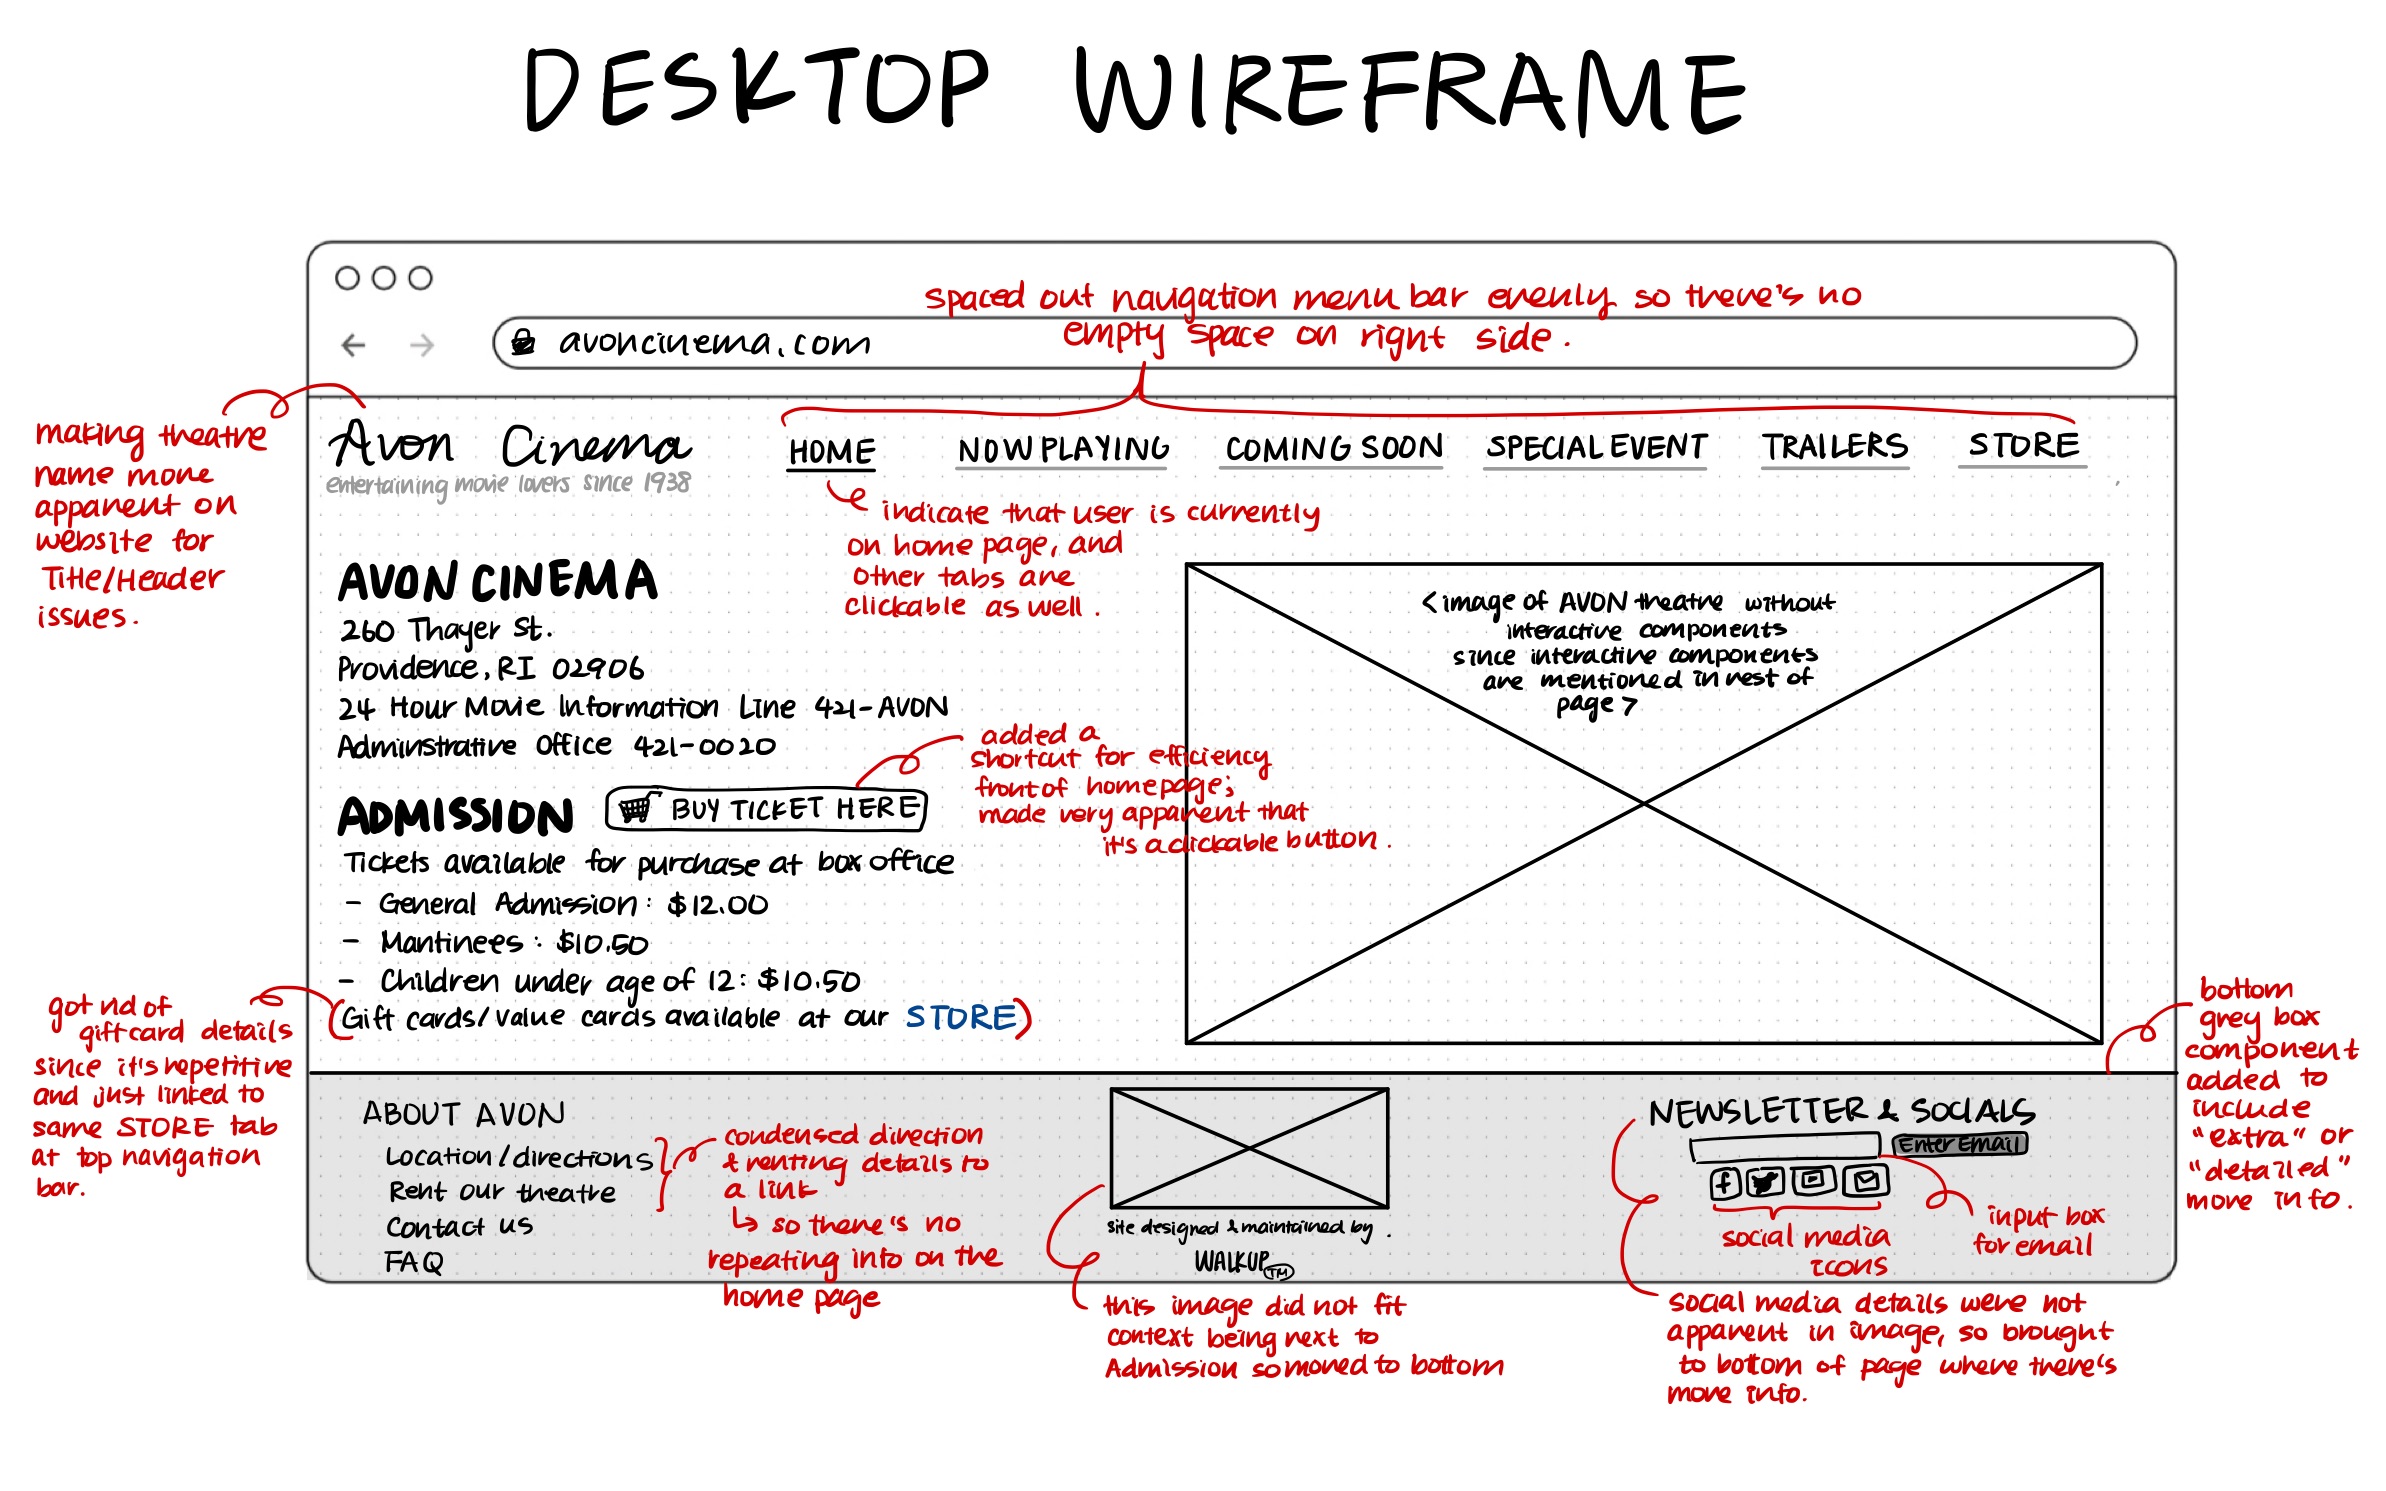 DESKTOP WIREFRAME
spaced out navigation menu bar evenly so there's no
empty space on right side.
avoncinema.com
making theatre
name more
apparent on
website for
Title/Header
issues.
Avon Cinema
entertaining movie lovers since 1938
HOME NOW PLAYING COMING SOON SPECIAL EVENT TRAILERS STORE
indicate that user is currently
on home page, and
other tabs are
clickable as well.
AVON CINEMA
260 Thayer St.
Providence, RI 02906
24 Hour Movie Information Line 421-AVON
Adminstrative Office 421-0020
<image of AVON theatre without
interactive components
since interactive components
are mentioned in rest of
page>
added a
shortcut for efficiency
front of homepage;
made very apparent that
it's a clickable button.
ADMISSION
BUY TICKET HERE
Tickets available for purchase at box office
- General Admission: $12.00
- Mantinees: $10.50
- Children under age of 12: $10.50
Gift cards/value cards available at our STORE
got rid of
giftcard details
since it's repetitive
and just linked to
same STORE tab
at top navigation
bar.
bottom
grey box
component
added to
include
"extra" or
"detailed"
more info.
ABOUT AVON
Location/directions
Rent our theatre
Contact us
FAQ
condensed direction
& renting details to
a link
↳ so there's no
repeating info on the
home page
site designed & maintained by.
WALKUP TM
this image did not fit
context being next to
Admission so moved to bottom
NEWSLETTER & SOCIALS
Enter Email
f
social media
icons
input box
for email
social media details were not
apparent in image, so brought
to bottom of page where there's
more info.